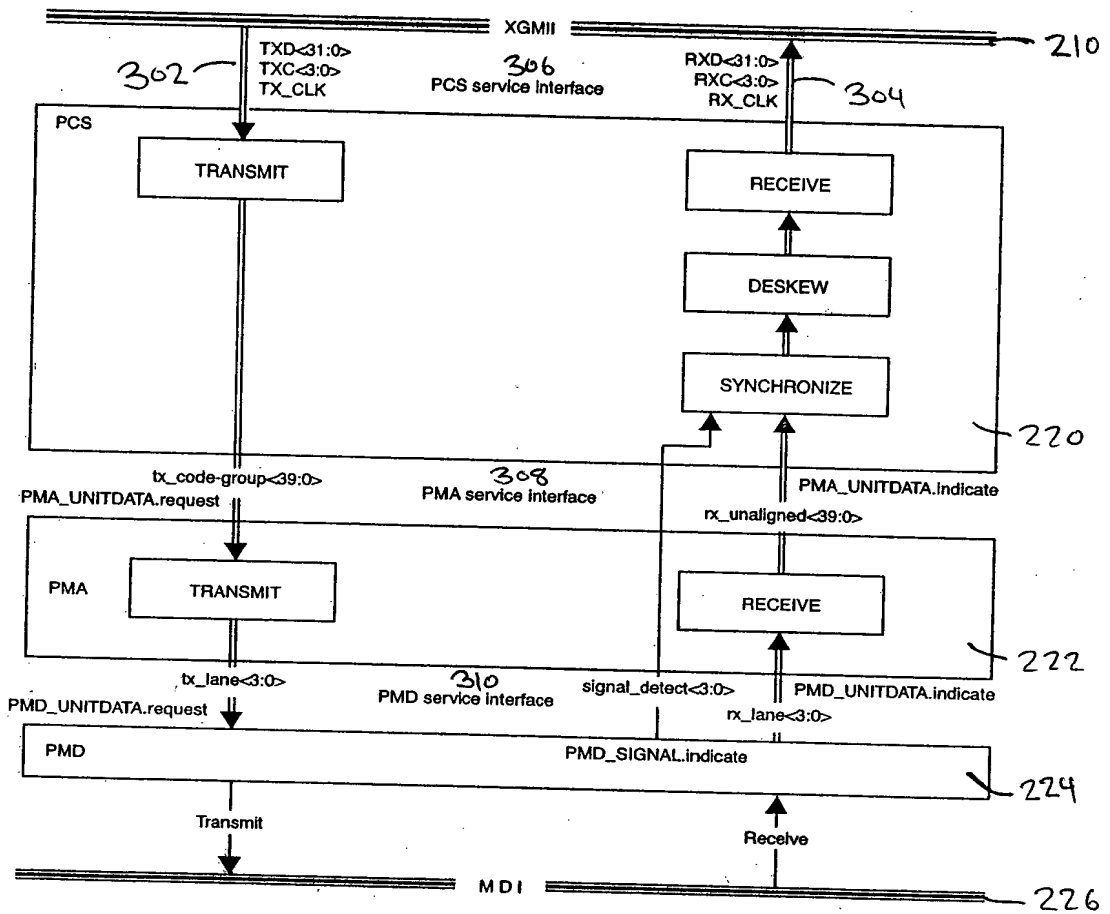 XGMII
210
302
TXD<31:0>
TXC<3:0>
TX_CLK
306
PCS service interface
RXD<31:0>
RXC<3:0>
RX_CLK
304
PCS
TRANSMIT
RECEIVE
DESKEW
SYNCHRONIZE
220
tx_code-group<39:0>
PMA_UNITDATA.request
308
PMA service interface
PMA_UNITDATA.indicate
rx_unaligned<39:0>
PMA
TRANSMIT
RECEIVE
222
tx_lane<3:0>
PMD_UNITDATA.request
310
PMD service interface
signal_detect<3:0>
PMD_UNITDATA.indicate
rx_lane<3:0>
PMD
PMD_SIGNAL.indicate
224
Transmit
Receive
MDI
226